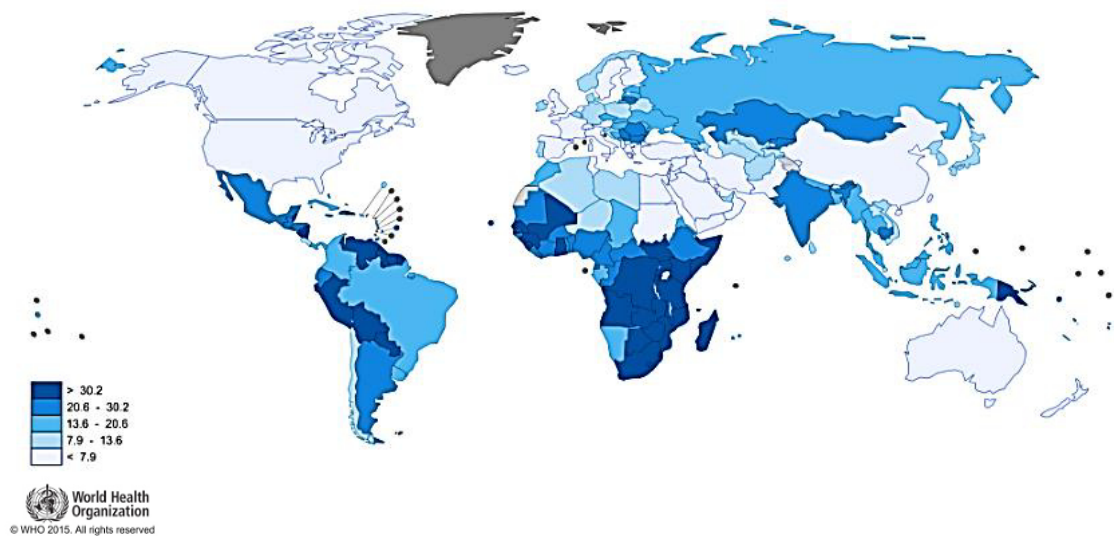 > 30.2
20.6 - 30.2
13.6 - 20.6
7.9 - 13.6
< 7.9
World Health
Organization
© WHO 2015. All rights reserved